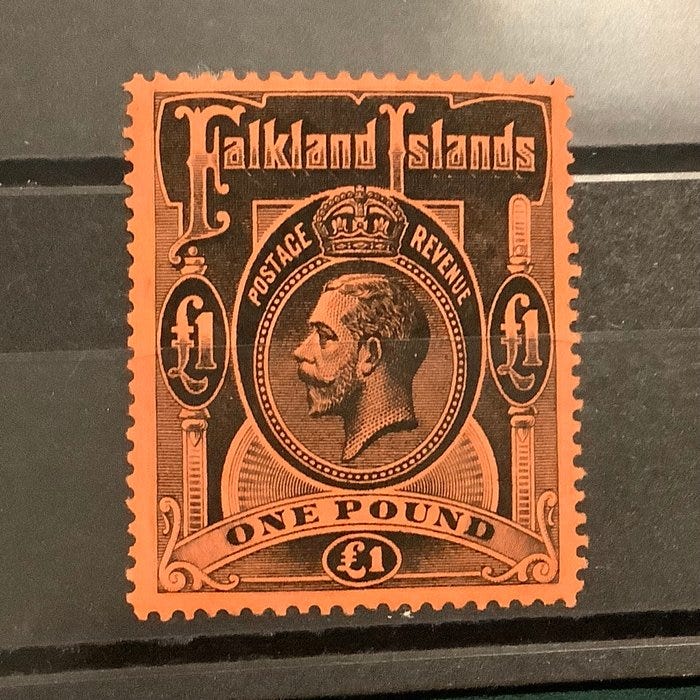 Falkland Islands
POSTAGE REVENUE
£1 £1
ONE POUND
£1